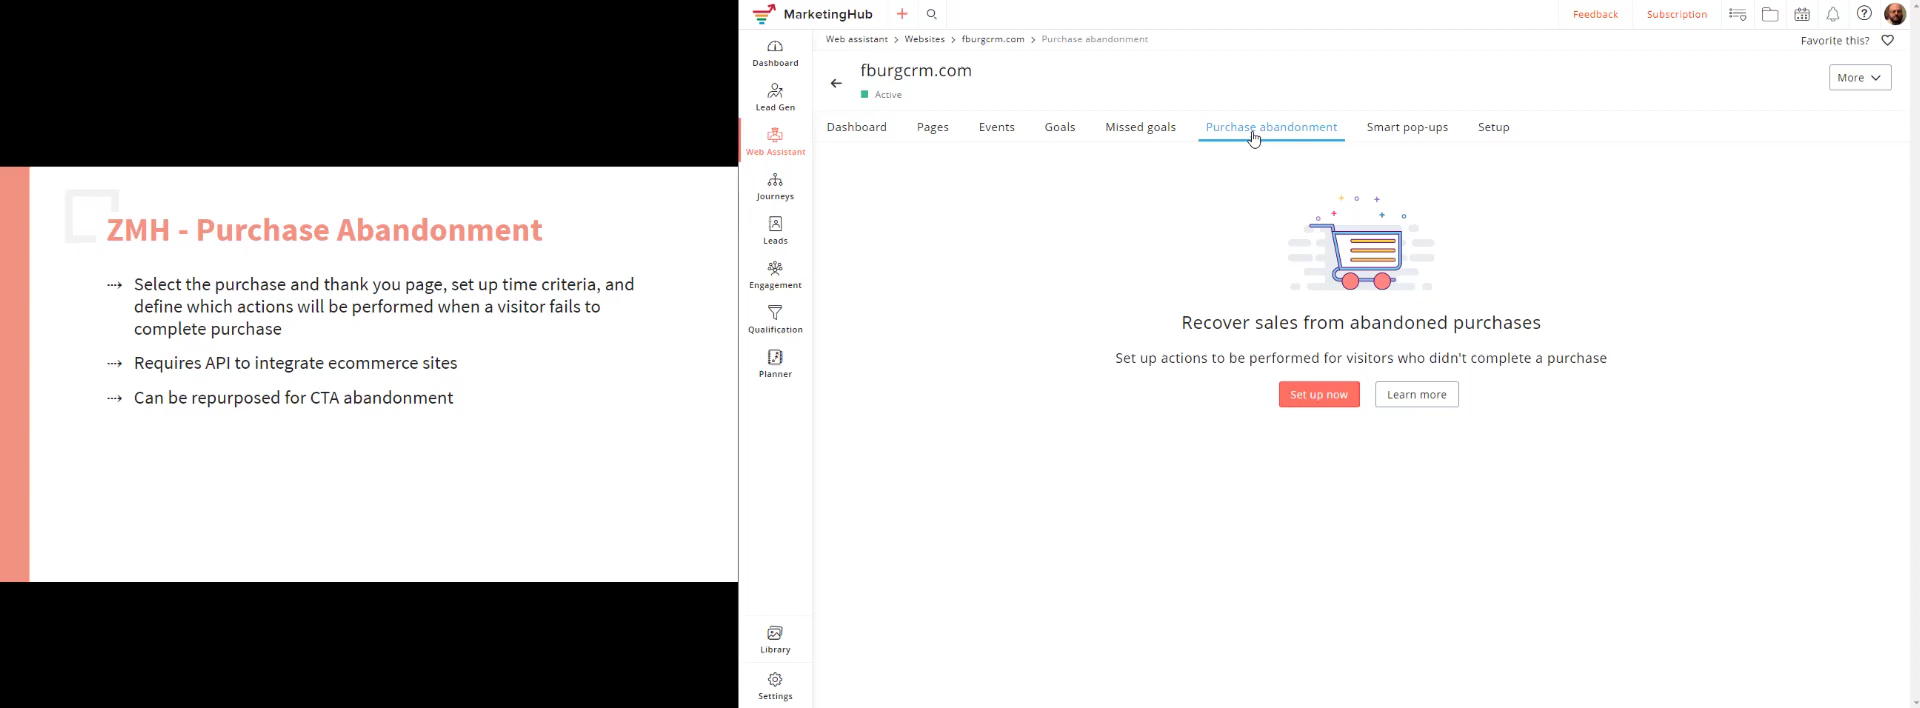 ZMH - Purchase Abandonment
Select the purchase and thank you page, set up time criteria, and
define which actions will be performed when a visitor fails to
complete purchase
Requires API to integrate ecommerce sites
Can be repurposed for CTA abandonment
MarketingHub
Feedback
Subscription
Web assistant > Websites > fburgcrm.com > Purchase abandonment
Favorite this?
fburgcrm.com
Active
More
Dashboard
Pages
Events
Goals
Missed goals
Purchase abandonment
Smart pop-ups
Setup
Dashboard
Lead Gen
Web Assistant
Journeys
Leads
Engagement
Qualification
Planner
Library
Settings
Recover sales from abandoned purchases
Set up actions to be performed for visitors who didn't complete a purchase
Set up now
Learn more